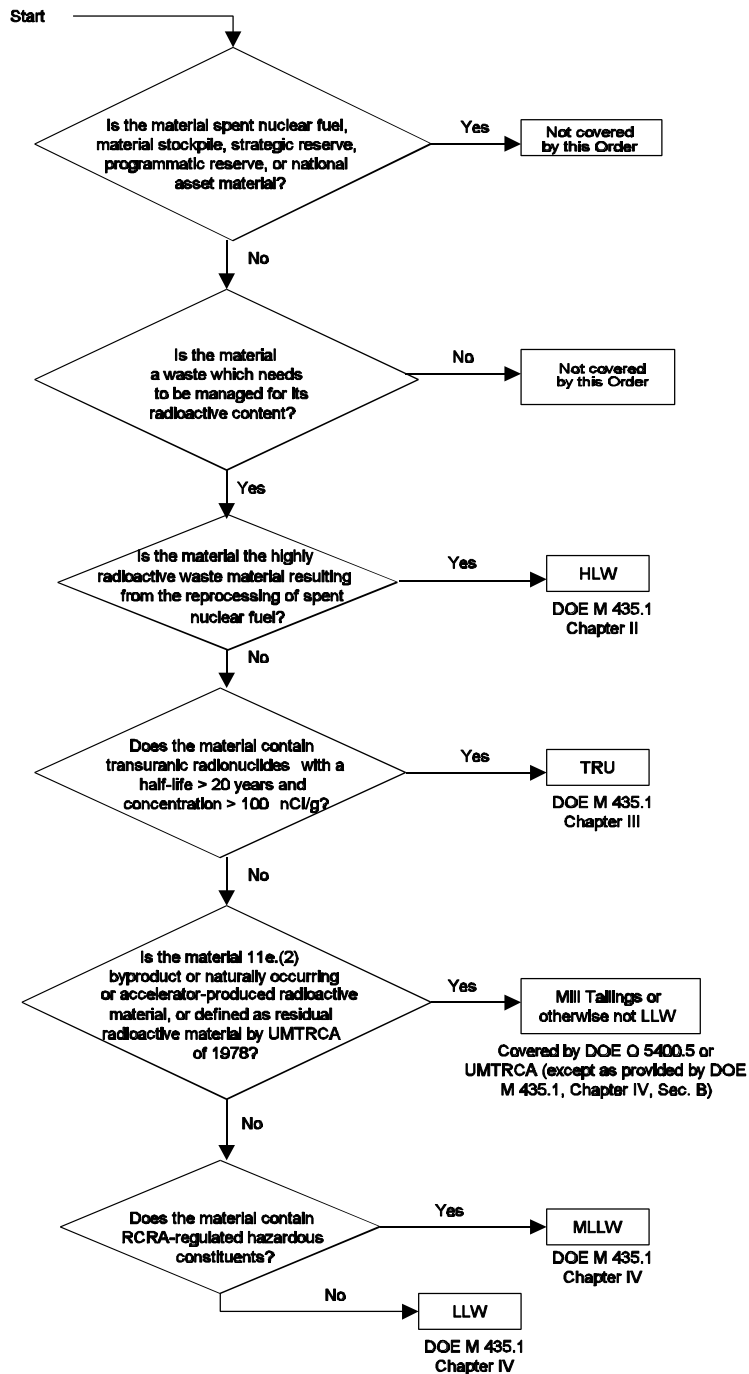 Start
Is the material spent nuclear fuel,
material stockpile, strategic reserve,
programmatic reserve, or national
asset material?
Yes
Not covered
by this Order
No
Is the material
a waste which needs
to be managed for its
radioactive content?
No
Not covered
by this Order
Yes
Is the material the highly
radioactive waste material resulting
from the reprocessing of spent
nuclear fuel?
Yes
HLW
DOE M 435.1
Chapter II
No
Does the material contain
transuranic radionuclides with a
half-life > 20 years and
concentration > 100 nCi/g?
Yes
TRU
DOE M 435.1
Chapter III
No
Is the material 11e.(2)
byproduct or naturally occurring
or accelerator-produced radioactive
material, or defined as residual
radioactive material by UMTRCA
of 1978?
Yes
Mill Tailings or
otherwise not LLW
Covered by DOE O 5400.5 or
UMTRCA (except as provided by DOE
M 435.1, Chapter IV, Sec. B)
No
Does the material contain
RCRA-regulated hazardous
constituents?
Yes
MLLW
DOE M 435.1
Chapter IV
No
LLW
DOE M 435.1
Chapter IV